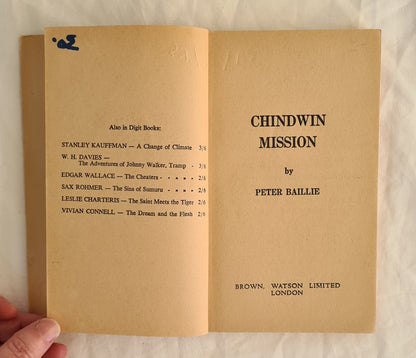 Also in Digit Books:
STANLEY KAUFFMAN — A Change of Climate 3/6
W. H. DAVIES —
The Adventures of Johnny Walker, Tramp - 3/6
EDGAR WALLACE — The Cheaters - - - - - 2/6
SAX ROHMER — The Sins of Sumuru - - - - 2/6
LESLIE CHARTERIS — The Saint Meets the Tiger 2/6
VIVIAN CONNELL — The Dream and the Flesh 2/6
CHINDWIN
MISSION
by
PETER BAILLIE
BROWN, WATSON LIMITED
LONDON